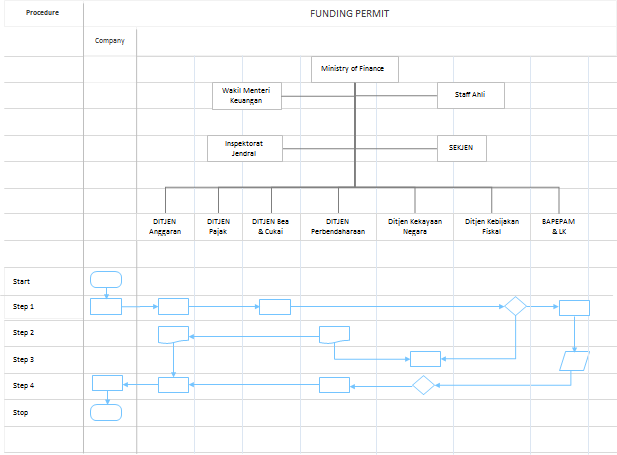 Procedure
FUNDING PERMIT
Company
Ministry of Finance
Wakil Menteri
Keuangan
Staff Ahli
Inspektorat
Jendral
SEKJEN
DITJEN
Anggaran
DITJEN
Pajak
DITJEN Bea
& Cukai
DITJEN
Perbendaharaan
Ditjen Kekayaan
Negara
Ditjen Kebijakan
Fiskal
BAPEPAM
& LK
Start
Step 1
Step 2
Step 3
Step 4
Stop